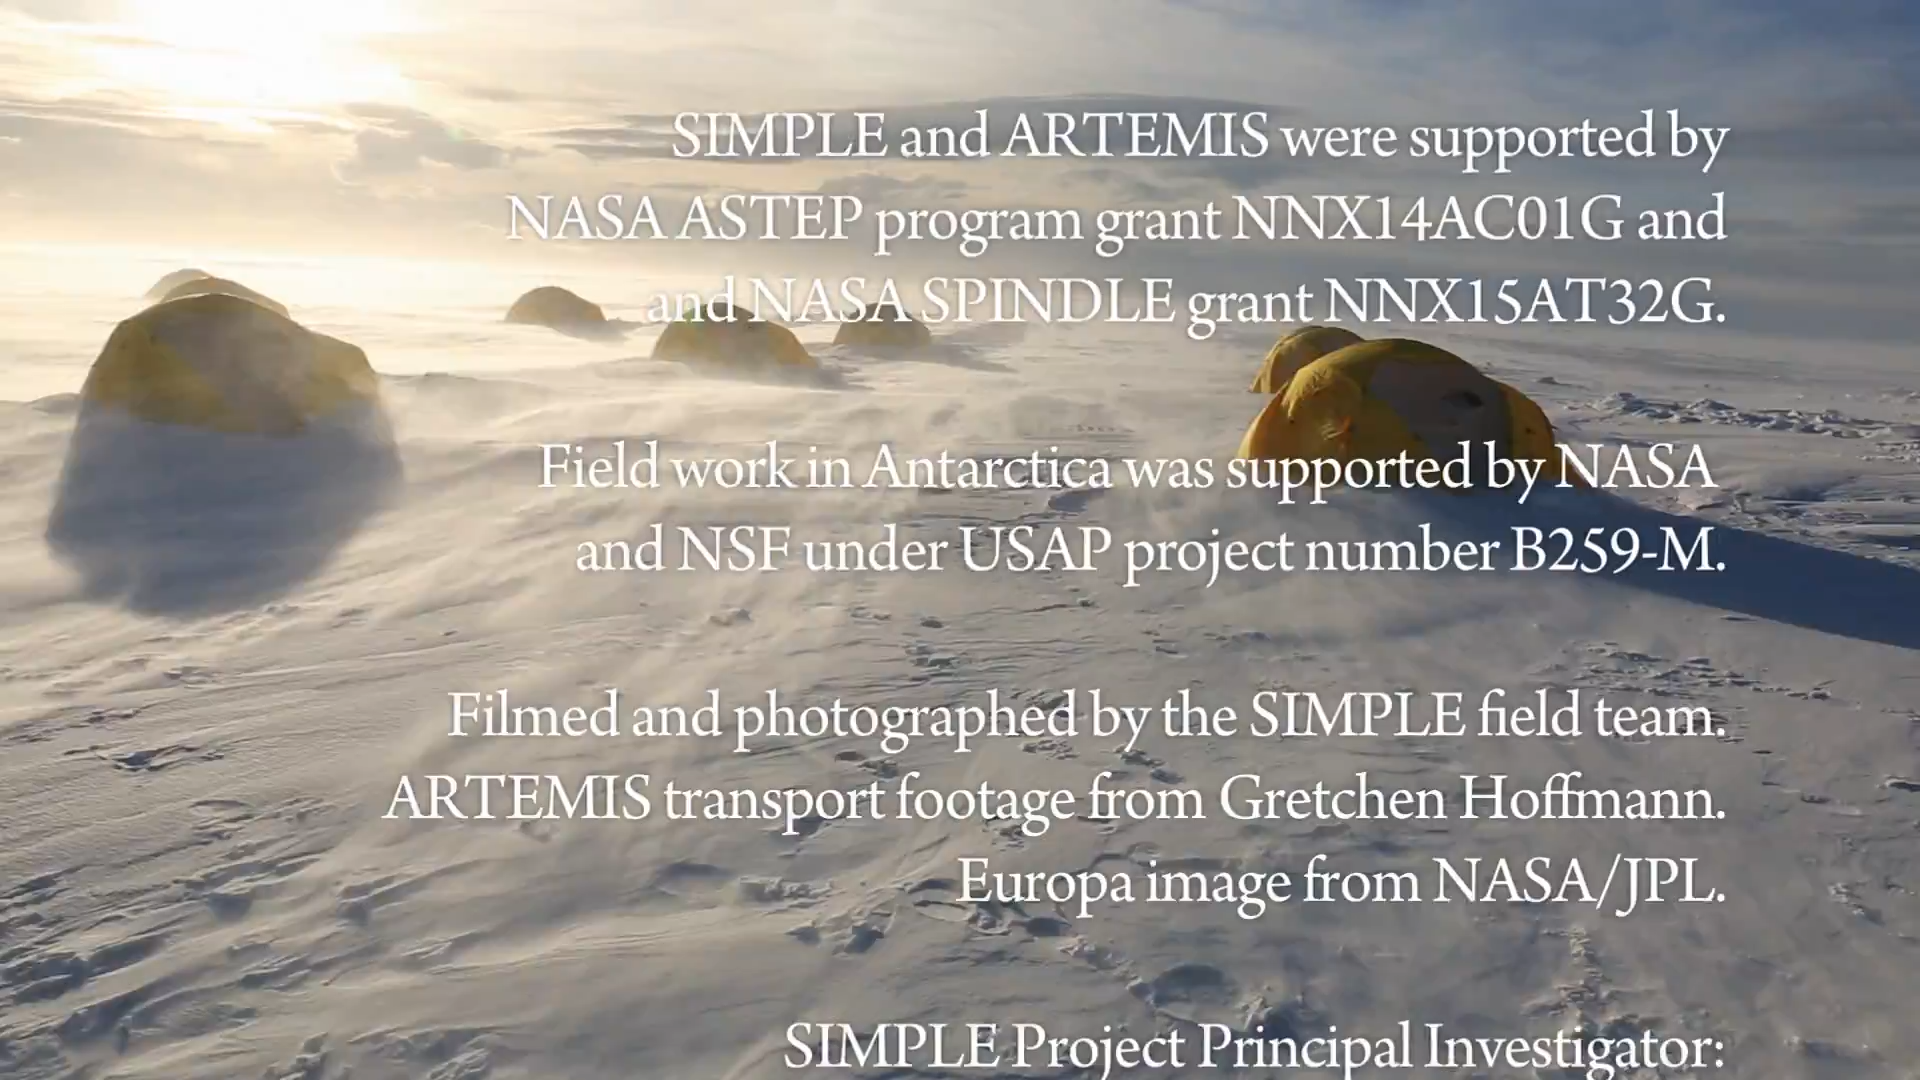 SIMPLE and ARTEMIS were supported by
NASA ASTEP program grant NNX14AC01G and
and NASA SPINDLE grant NNX15AT32G.
Field work in Antarctica was supported by NASA
and NSF under USAP project number B259-M.
Filmed and photographed by the SIMPLE field team.
ARTEMIS transport footage from Gretchen Hoffmann.
Europa image from NASA/JPL.
SIMPLE Project Principal Investigator: